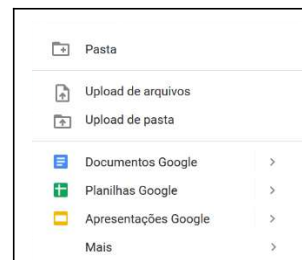 Pasta
Upload de arquivos
Upload de pasta
Documentos Google
Planilhas Google
Apresentações Google
Mais